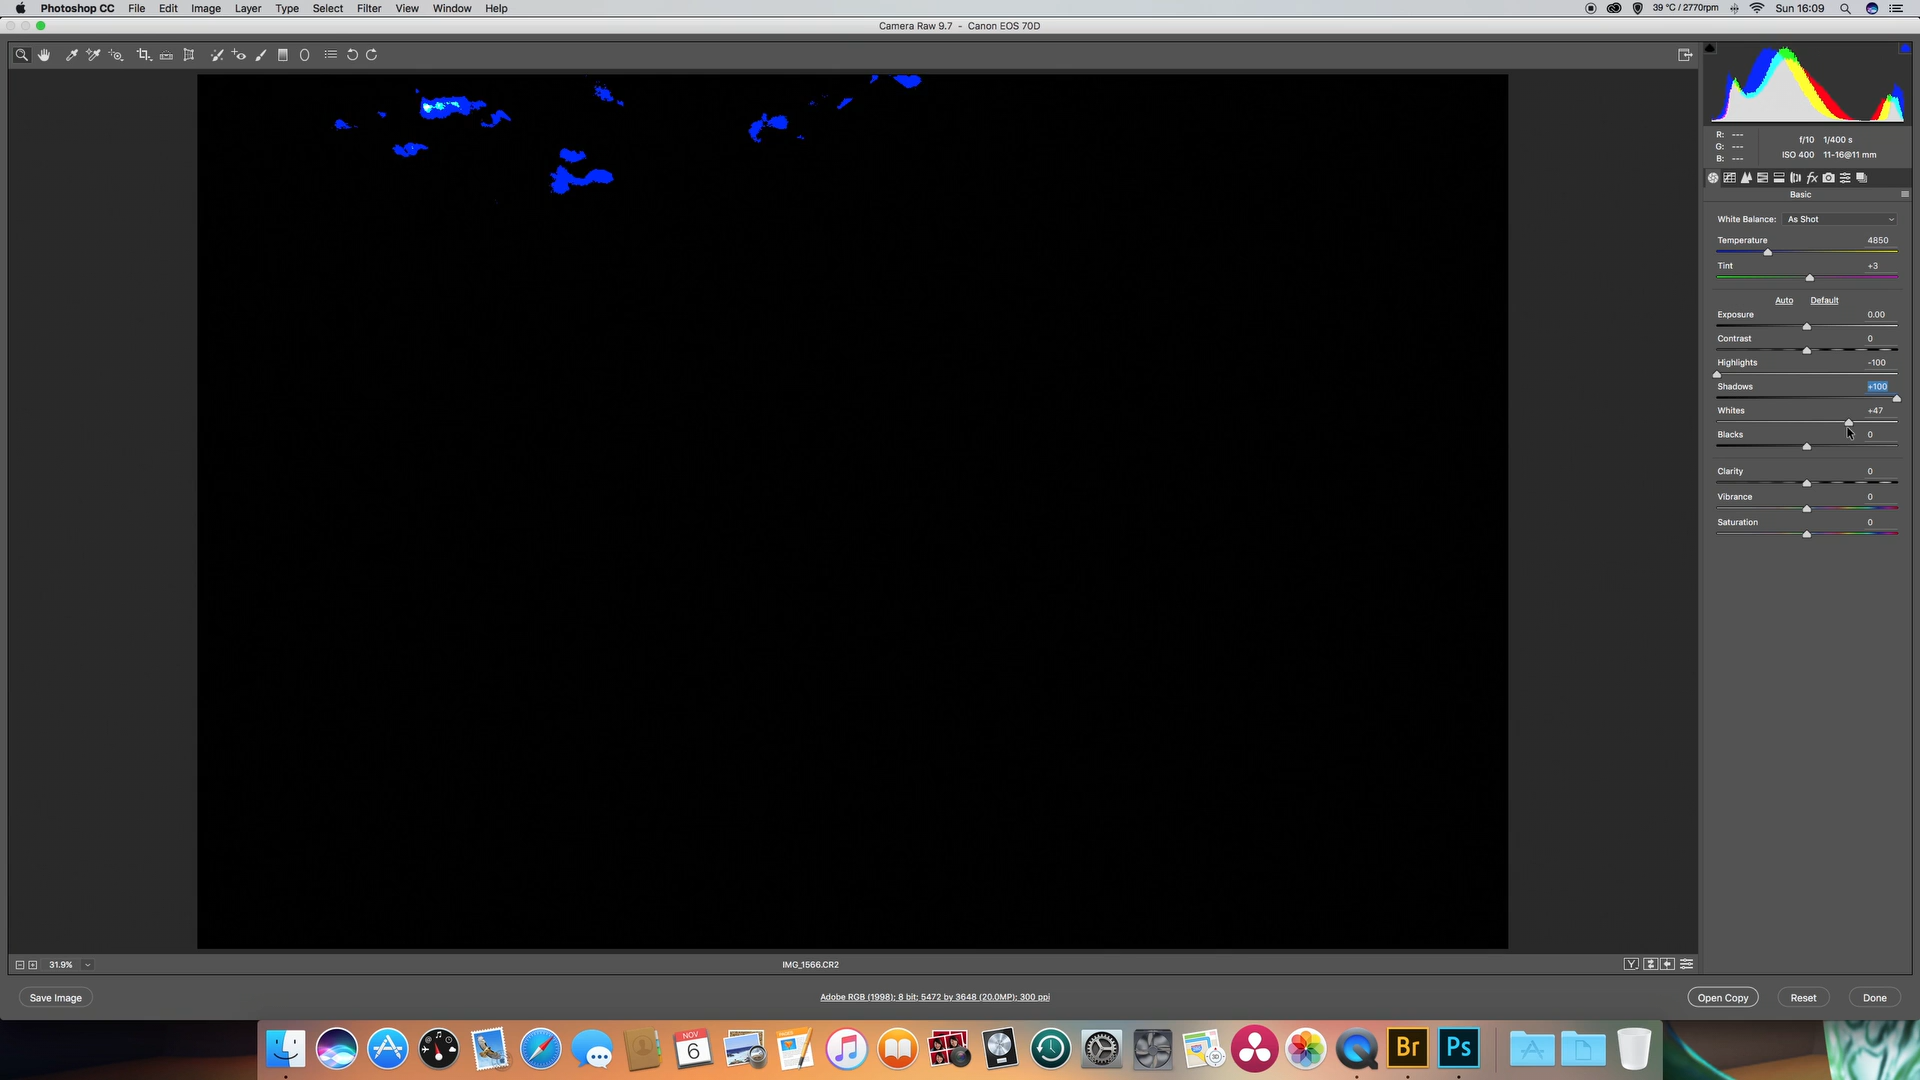 Photoshop CC File Edit Image Layer Type Select Filter View Window Help 39 °C / 2770rpm Sun 16:09
Camera Raw 9.7 - Canon EOS 70D
R: ---
G: ---
B: ---
f/10 1/400 s
ISO 400 11-16@11 mm
fx
Basic
White Balance: As Shot
Temperature 4850
Tint +3
Auto Default
Exposure 0.00
Contrast 0
Highlights -100
Shadows +100
Whites +47
Blacks 0
Clarity 0
Vibrance 0
Saturation 0
31.9% IMG_1566.CR2 Y
Save Image Adobe RGB (1998); 8 bit; 5472 by 3648 (20.0MP); 300 ppi Open Copy Reset Done
NOV
6
3D
Br
Ps